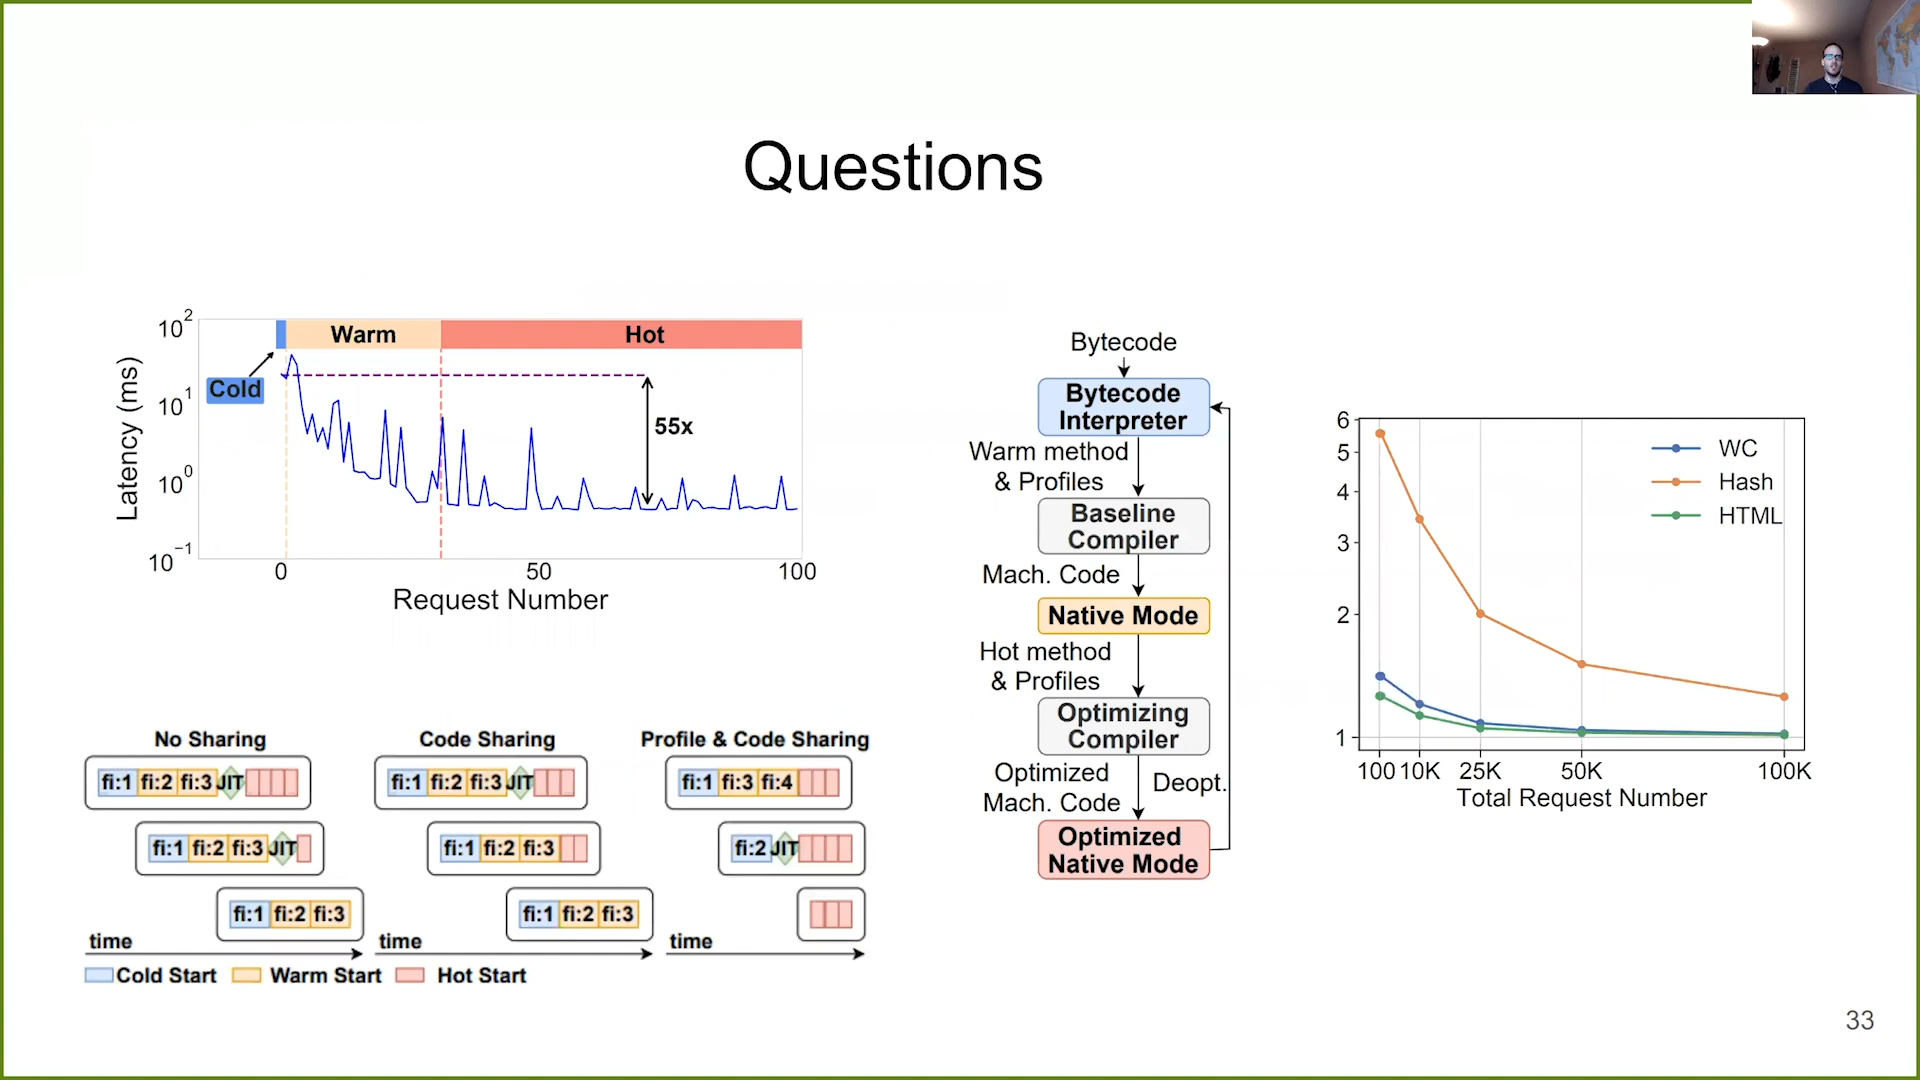 Questions
10²
10¹
10⁰
10⁻¹
Latency (ms)
Cold
Warm
Hot
55x
0 50 100
Request Number
Bytecode
Bytecode
Interpreter
Warm method
& Profiles
Baseline
Compiler
Mach. Code
Native Mode
Hot method
& Profiles
Optimizing
Compiler
Optimized
Mach. Code
Deopt.
Optimized
Native Mode
6
5
4
3
2
1
WC
Hash
HTML
100 10K 25K 50K 100K
Total Request Number
No Sharing
fi:1 fi:2 fi:3 JIT
fi:1 fi:2 fi:3 JIT
fi:1 fi:2 fi:3
time
Code Sharing
fi:1 fi:2 fi:3 JIT
fi:1 fi:2 fi:3
fi:1 fi:2 fi:3
time
Profile & Code Sharing
fi:1 fi:3 fi:4
fi:2 JIT
time
Cold Start Warm Start Hot Start
33